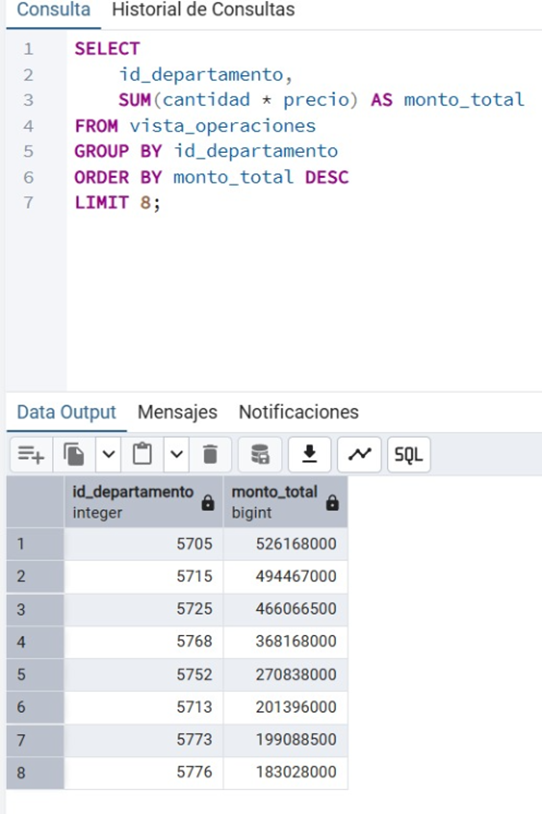 Consulta Historial de Consultas
1 SELECT
2 id_departamento,
3 SUM(cantidad * precio) AS monto_total
4 FROM vista_operaciones
5 GROUP BY id_departamento
6 ORDER BY monto_total DESC
7 LIMIT 8;
Data Output Mensajes Notificaciones
SQL
id_departamento monto_total
integer bigint
1 5705 526168000
2 5715 494467000
3 5725 466066500
4 5768 368168000
5 5752 270838000
6 5713 201396000
7 5773 199088500
8 5776 183028000